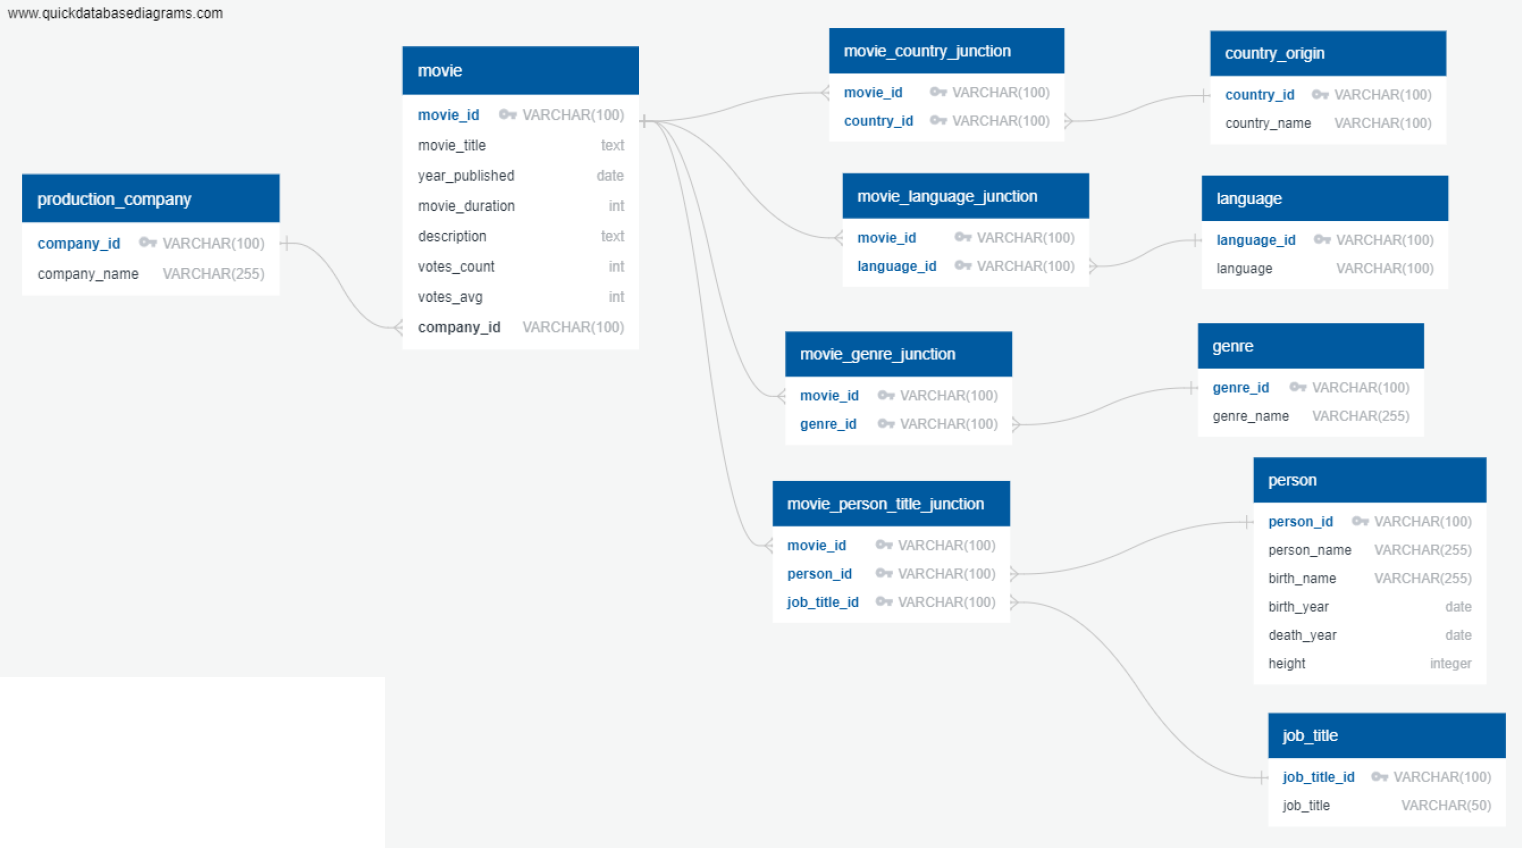 www.quickdatabasediagrams.com
production_company
company_id VARCHAR(100)
company_name VARCHAR(255)
movie
movie_id VARCHAR(100)
movie_title text
year_published date
movie_duration int
description text
votes_count int
votes_avg int
company_id VARCHAR(100)
movie_country_junction
movie_id VARCHAR(100)
country_id VARCHAR(100)
country_origin
country_id VARCHAR(100)
country_name VARCHAR(100)
movie_language_junction
movie_id VARCHAR(100)
language_id VARCHAR(100)
language
language_id VARCHAR(100)
language VARCHAR(100)
movie_genre_junction
movie_id VARCHAR(100)
genre_id VARCHAR(100)
genre
genre_id VARCHAR(100)
genre_name VARCHAR(255)
movie_person_title_junction
movie_id VARCHAR(100)
person_id VARCHAR(100)
job_title_id VARCHAR(100)
person
person_id VARCHAR(100)
person_name VARCHAR(255)
birth_name VARCHAR(255)
birth_year date
death_year date
height integer
job_title
job_title_id VARCHAR(100)
job_title VARCHAR(50)